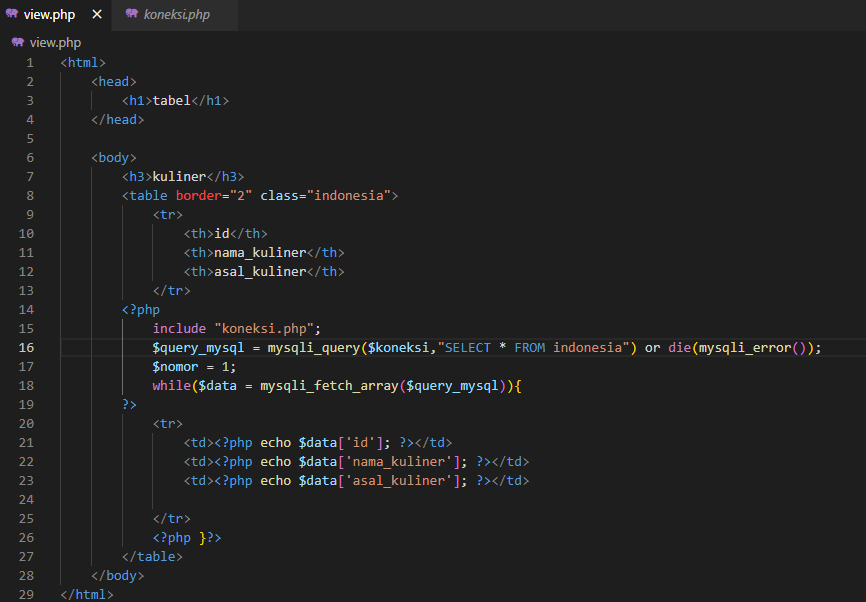 view.php ✕ koneksi.php
view.php
1 <html>
2     <head>
3         <h1>tabel</h1>
4     </head>
5
6     <body>
7         <h3>kuliner</h3>
8         <table border="2" class="indonesia">
9             <tr>
10                 <th>id</th>
11                 <th>nama_kuliner</th>
12                 <th>asal_kuliner</th>
13             </tr>
14         <?php
15             include "koneksi.php";
16             $query_mysql = mysqli_query($koneksi,"SELECT * FROM indonesia") or die(mysqli_error());
17             $nomor = 1;
18             while($data = mysqli_fetch_array($query_mysql)){
19         ?>
20             <tr>
21                 <td><?php echo $data['id']; ?></td>
22                 <td><?php echo $data['nama_kuliner']; ?></td>
23                 <td><?php echo $data['asal_kuliner']; ?></td>
24
25             </tr>
26             <?php }?>
27         </table>
28     </body>
29 </html>